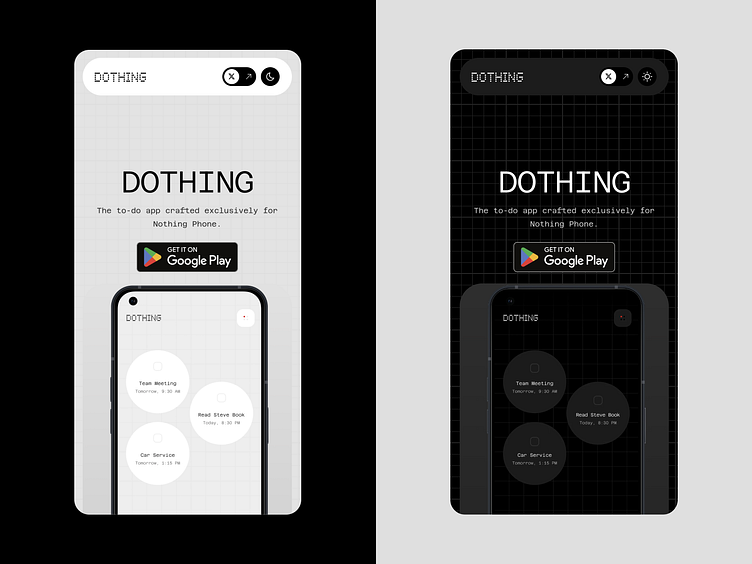 DOTHING
X
DOTHING
The to-do app crafted exclusively for
Nothing Phone.
GET IT ON
Google Play
DOTHING
Team Meeting
Tomorrow, 9:30 AM
Read Steve Book
Today, 8:30 PM
Car Service
Tomorrow, 1:15 PM
DOTHING
X
DOTHING
The to-do app crafted exclusively for
Nothing Phone.
GET IT ON
Google Play
DOTHING
Team Meeting
Tomorrow, 9:30 AM
Read Steve Book
Today, 8:30 PM
Car Service
Tomorrow, 1:15 PM